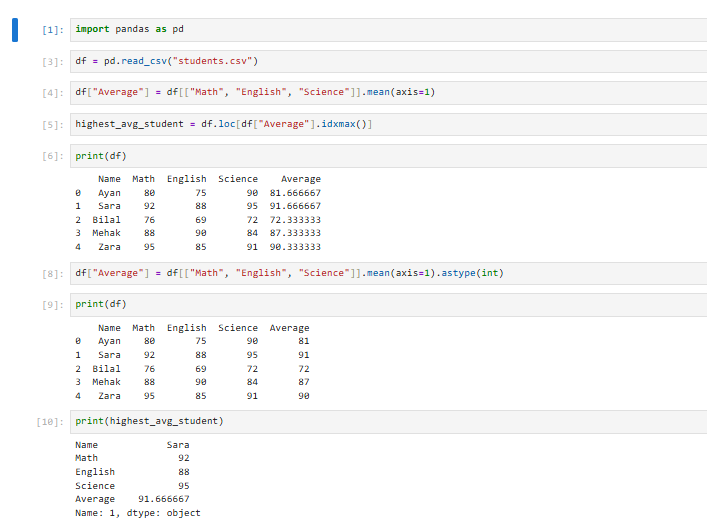 [1]: import pandas as pd
[3]: df = pd.read_csv("students.csv")
[4]: df["Average"] = df[["Math", "English", "Science"]].mean(axis=1)
[5]: highest_avg_student = df.loc[df["Average"].idxmax()]
[6]: print(df)
Name Math English Science Average
0 Ayan 80 75 90 81.666667
1 Sara 92 88 95 91.666667
2 Bilal 76 69 72 72.333333
3 Mehak 88 90 84 87.333333
4 Zara 95 85 91 90.333333
[8]: df["Average"] = df[["Math", "English", "Science"]].mean(axis=1).astype(int)
[9]: print(df)
Name Math English Science Average
0 Ayan 80 75 90 81
1 Sara 92 88 95 91
2 Bilal 76 69 72 72
3 Mehak 88 90 84 87
4 Zara 95 85 91 90
[10]: print(highest_avg_student)
Name Sara
Math 92
English 88
Science 95
Average 91.666667
Name: 1, dtype: object